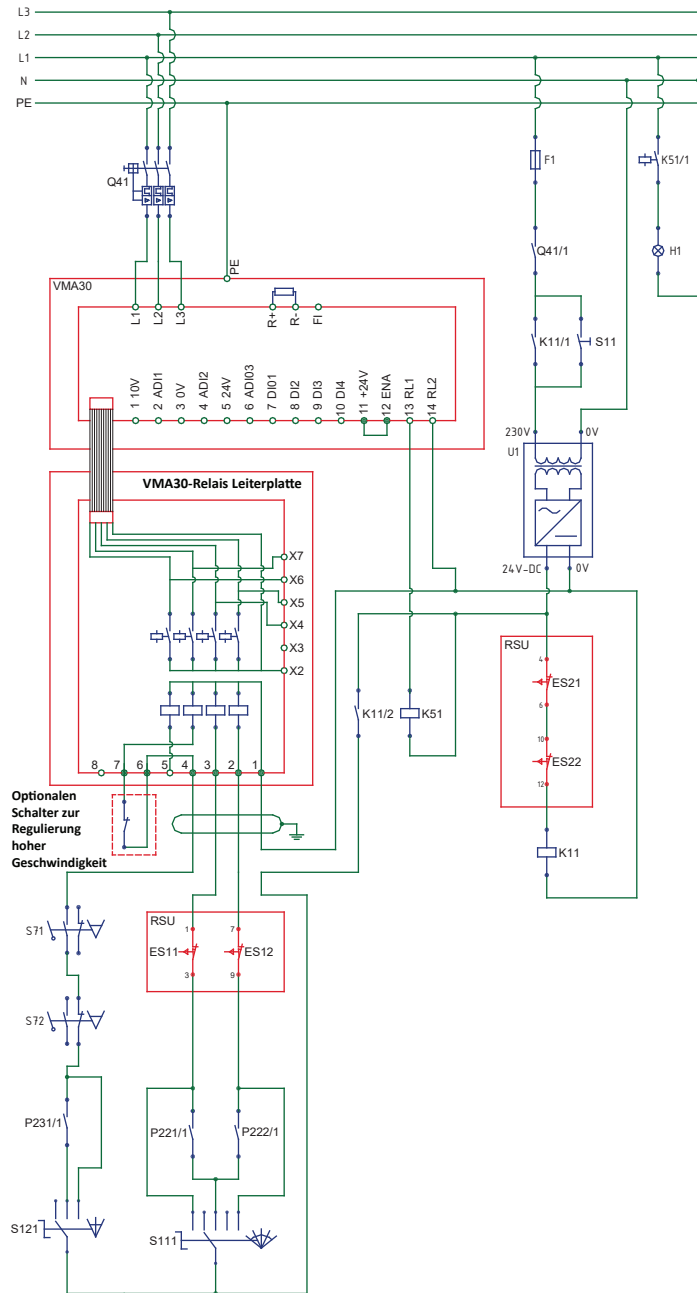 L3
L2
L1
N
PE
Q41
F1
K51/1
Q41/1
H1
PE
VMA30
L1
L2
L3
R+
R-
FI
K11/1
S11
1 10V
2 ADI1
3 0V
4 ADI2
5 24V
6 ADI03
7 DI01
8 DI2
9 DI3
10 DI4
11 +24V
12 ENA
13 RL1
14 RL2
230V
0V
U1
VMA30-Relais Leiterplatte
X7
X6
X5
X4
X3
X2
24V-DC
0V
RSU
4
ES21
6
10
ES22
12
K11/2
K51
K11
8
7
6
5
4
3
2
1
Optionalen
Schalter zur
Regulierung
hoher
Geschwindigkeit
S71
RSU
1
7
ES11
ES12
3
9
S72
P231/1
P221/1
P222/1
S121
S111